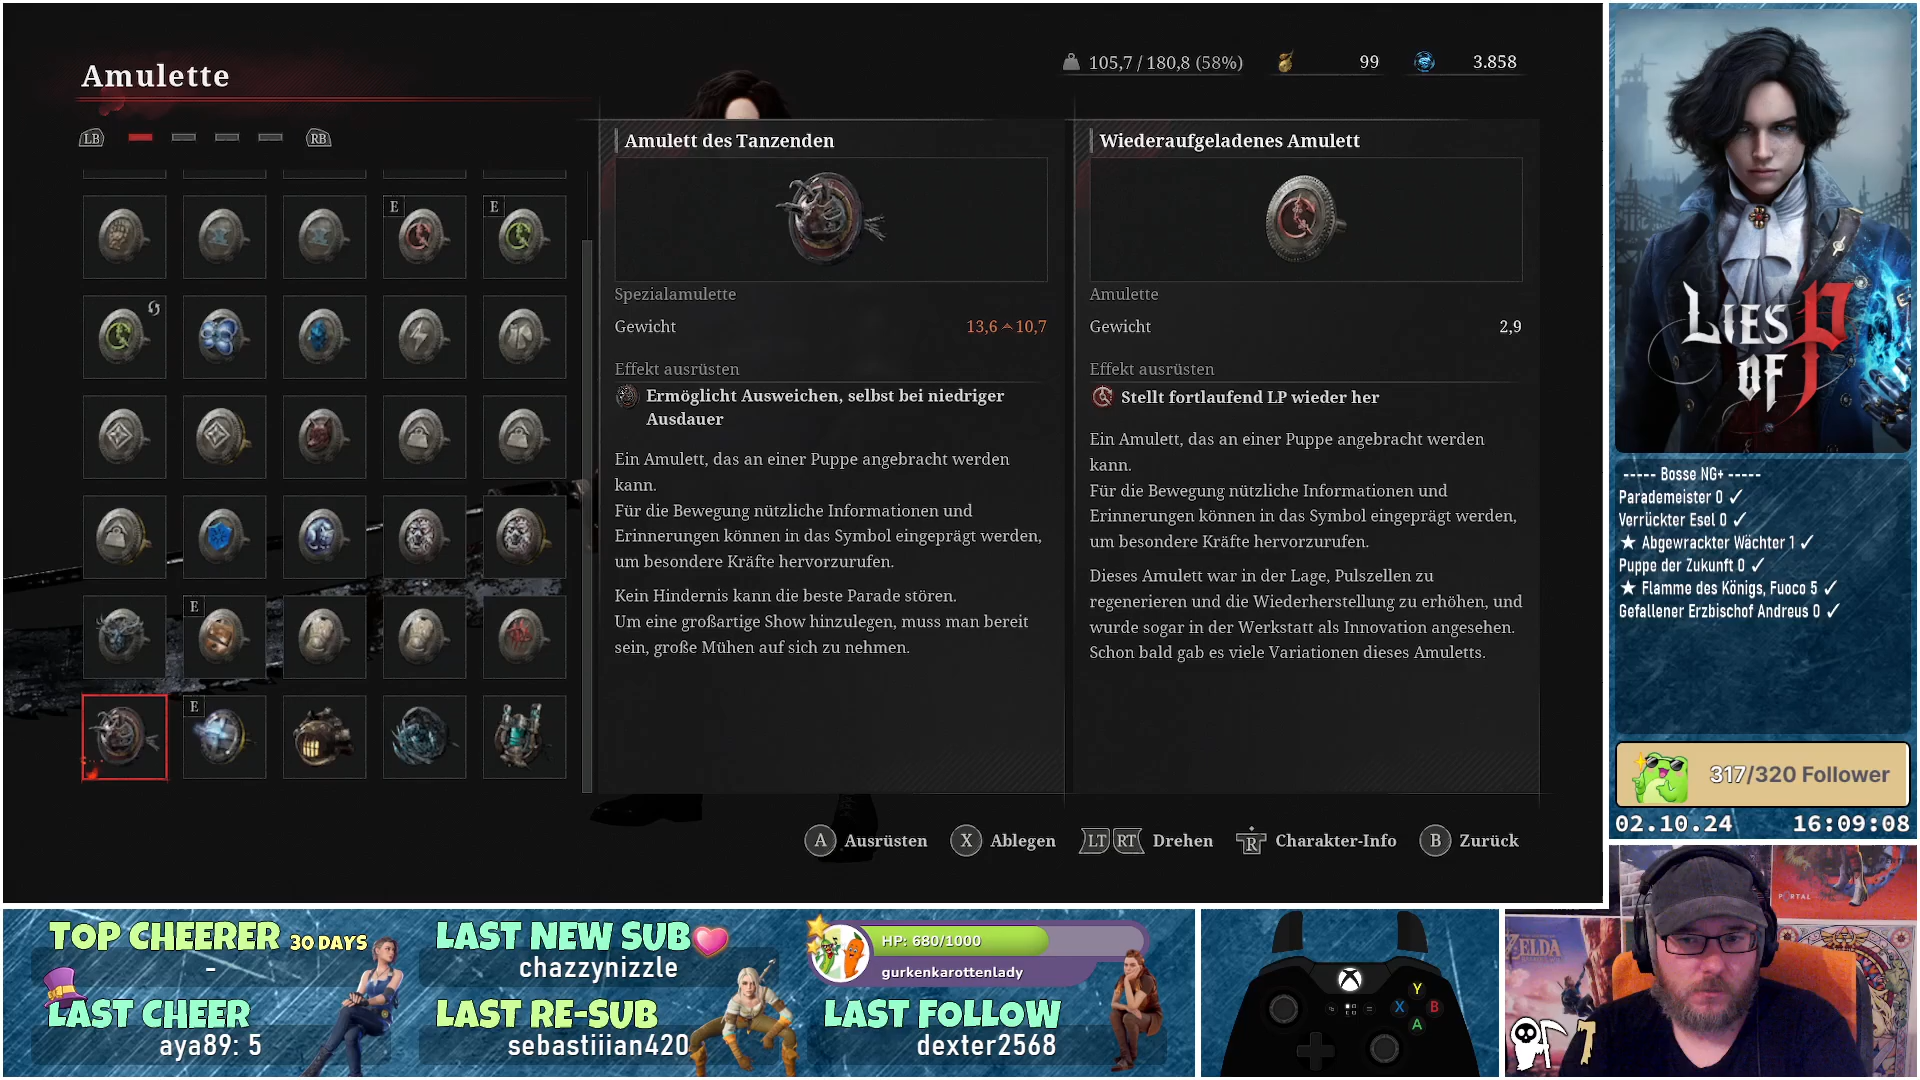 Amulette
LB
RB
105,7 / 180,8 (58%)
99
3.858
E
E
E
E
Amulett des Tanzenden
Spezialamulette
Gewicht
13,6 10,7
Effekt ausrüsten
Ermöglicht Ausweichen, selbst bei niedriger
Ausdauer
Ein Amulett, das an einer Puppe angebracht werden
kann.
Für die Bewegung nützliche Informationen und
Erinnerungen können in das Symbol eingeprägt werden,
um besondere Kräfte hervorzurufen.
Kein Hindernis kann die beste Parade stören.
Um eine großartige Show hinzulegen, muss man bereit
sein, große Mühen auf sich zu nehmen.
Wiederaufgeladenes Amulett
Amulette
Gewicht
2,9
Effekt ausrüsten
Stellt fortlaufend LP wieder her
Ein Amulett, das an einer Puppe angebracht werden
kann.
Für die Bewegung nützliche Informationen und
Erinnerungen können in das Symbol eingeprägt werden,
um besondere Kräfte hervorzurufen.
Dieses Amulett war in der Lage, Pulszellen zu
regenerieren und die Wiederherstellung zu erhöhen, und
wurde sogar in der Werkstatt als Innovation angesehen.
Schon bald gab es viele Variationen dieses Amuletts.
A Ausrüsten
X Ablegen
LT RT Drehen
R Charakter-Info
B Zurück
LIES
OF P
----- Bosse NG+ -----
Parademeister 0 ✓
Verrückter Esel 0 ✓
★ Abgewrackter Wächter 1 ✓
Puppe der Zukunft 0 ✓
★ Flamme des Königs, Fuoco 5 ✓
Gefallener Erzbischof Andreus 0 ✓
317/320 Follower
02.10.24
16:09:08
TOP CHEERER 30 DAYS
-
LAST CHEER
aya89: 5
LAST NEW SUB
chazzynizzle
LAST RE-SUB
sebastiiian420
HP: 680/1000
gurkenkarottenlady
LAST FOLLOW
dexter2568
Y
X
B
A
PORTAL
ZELDA